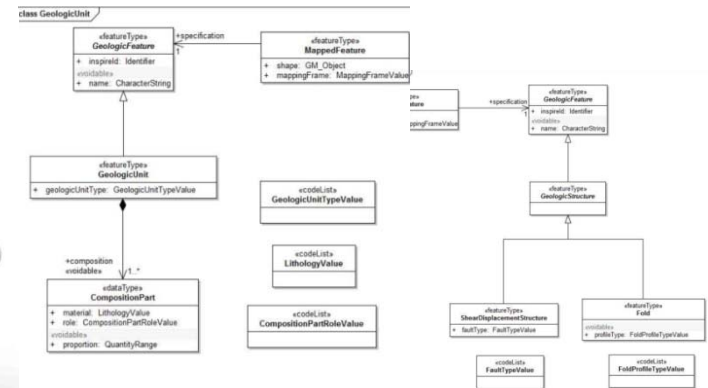 class GeologicUnit
«featureType»
GeologicFeature
+ inspireId: Identifier
«voidable»
+ name: CharacterString
+specification
1
«featureType»
MappedFeature
+ shape: GM_Object
+ mappingFrame: MappingFrameValue
«featureType»
GeologicUnit
+ geologicUnitType: GeologicUnitTypeValue
+composition
«voidable»
1..*
«dataType»
CompositionPart
+ material: LithologyValue
+ role: CompositionPartRoleValue
«voidable»
+ proportion: QuantityRange
«codeList»
GeologicUnitTypeValue
«codeList»
LithologyValue
«codeList»
CompositionPartRoleValue
ppingFrameValue
+specification
1
«featureType»
GeologicFeature
+ inspireId: Identifier
«voidable»
+ name: CharacterString
«featureType»
GeologicStructure
«featureType»
ShearDisplacementStructure
+ faultType: FaultTypeValue
«featureType»
Fold
«voidable»
+ profileType: FoldProfileTypeValue
«codeList»
FaultTypeValue
«codeList»
FoldProfileTypeValue